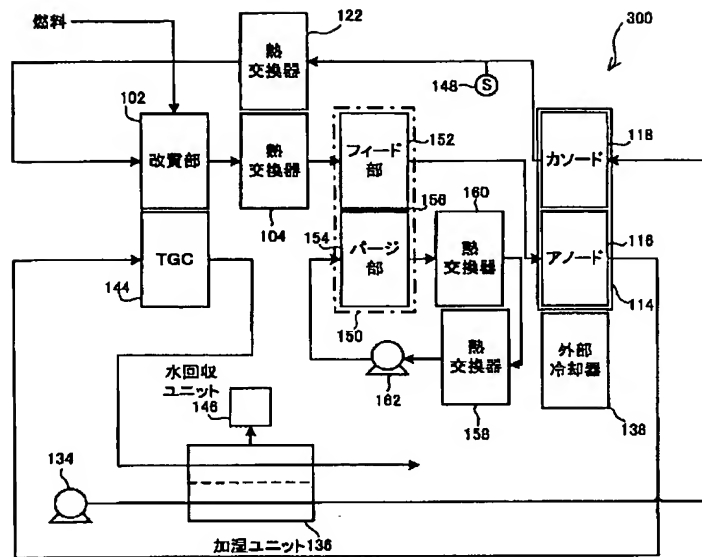 燃料
熱
交換器
122
300
148
S
102
改質部
熱
交換器
104
フィード
部
152
156
カソード
118
154
パージ
部
160
熱
交換器
アノード
116
114
TGC
144
150
162
熱
交換器
158
外部
冷却器
138
水回収
ユニット
146
134
加湿ユニット136